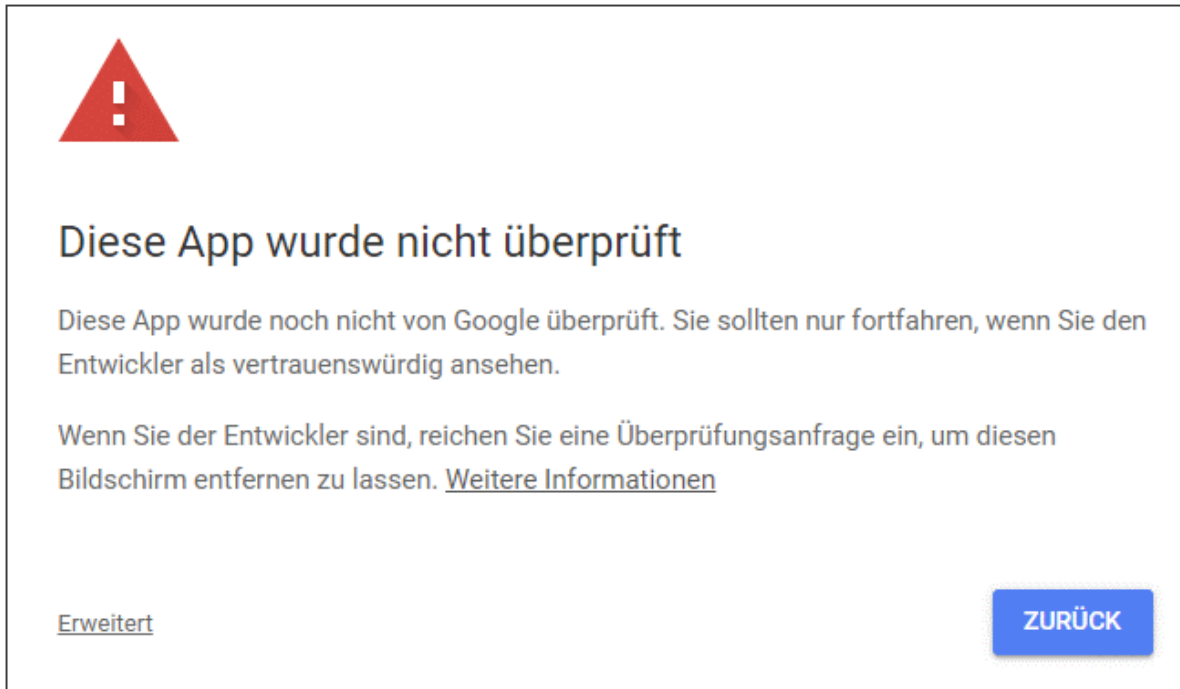 Diese App wurde nicht überprüft
Diese App wurde noch nicht von Google überprüft. Sie sollten nur fortfahren, wenn Sie den
Entwickler als vertrauenswürdig ansehen.
Wenn Sie der Entwickler sind, reichen Sie eine Überprüfungsanfrage ein, um diesen
Bildschirm entfernen zu lassen. Weitere Informationen
Erweitert
ZURÜCK